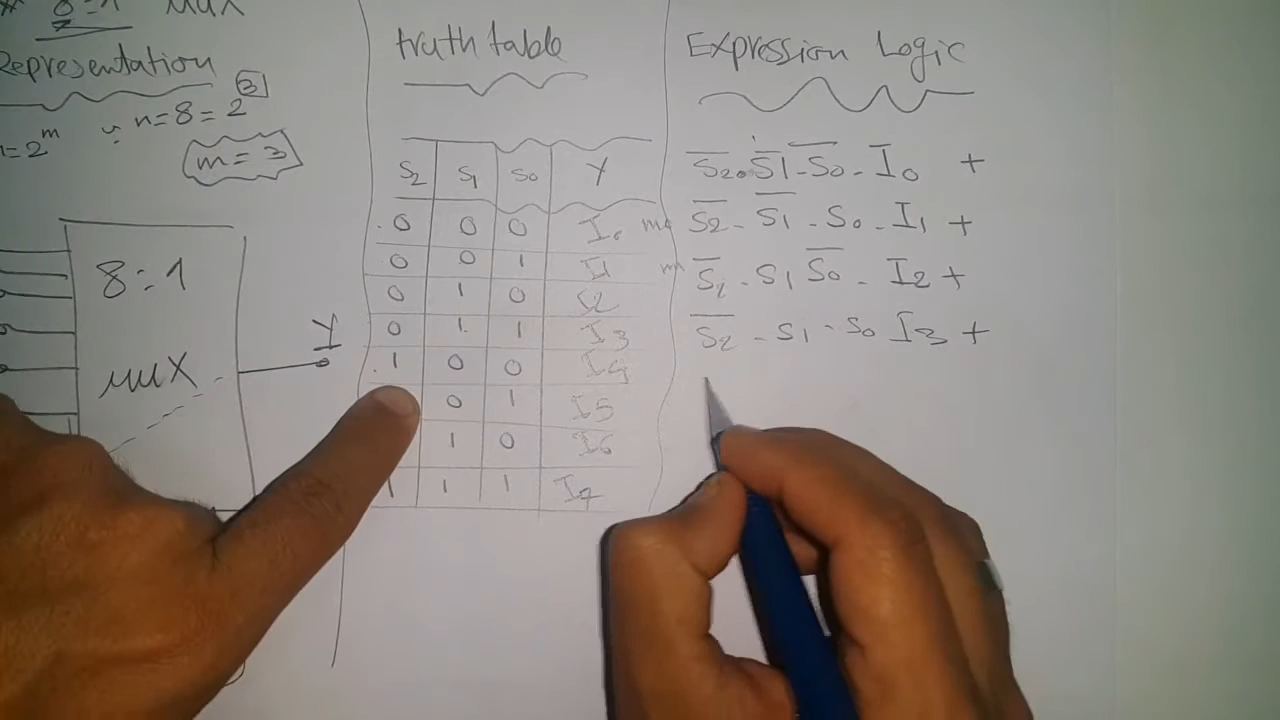 # 8:1 MUX
Representation
n=2^m ∵ n=8=2^3
m=3
8:1
MUX
Y
truth table
S2 S1 S0 Y
0 0 0 I0
0 0 1 I1
0 1 0 I2
0 1 1 I3
1 0 0 I4
0 1 I5
1 0 I6
1 1 1 I7
Expression Logic
S̅2̅.S̅1̅.S̅0̅.I0 +
S̅2̅.S̅1̅.S0.I1 +
S̅2̅.S1 S̅0̅.I2 +
S̅2̅.S1.S0 I3 +